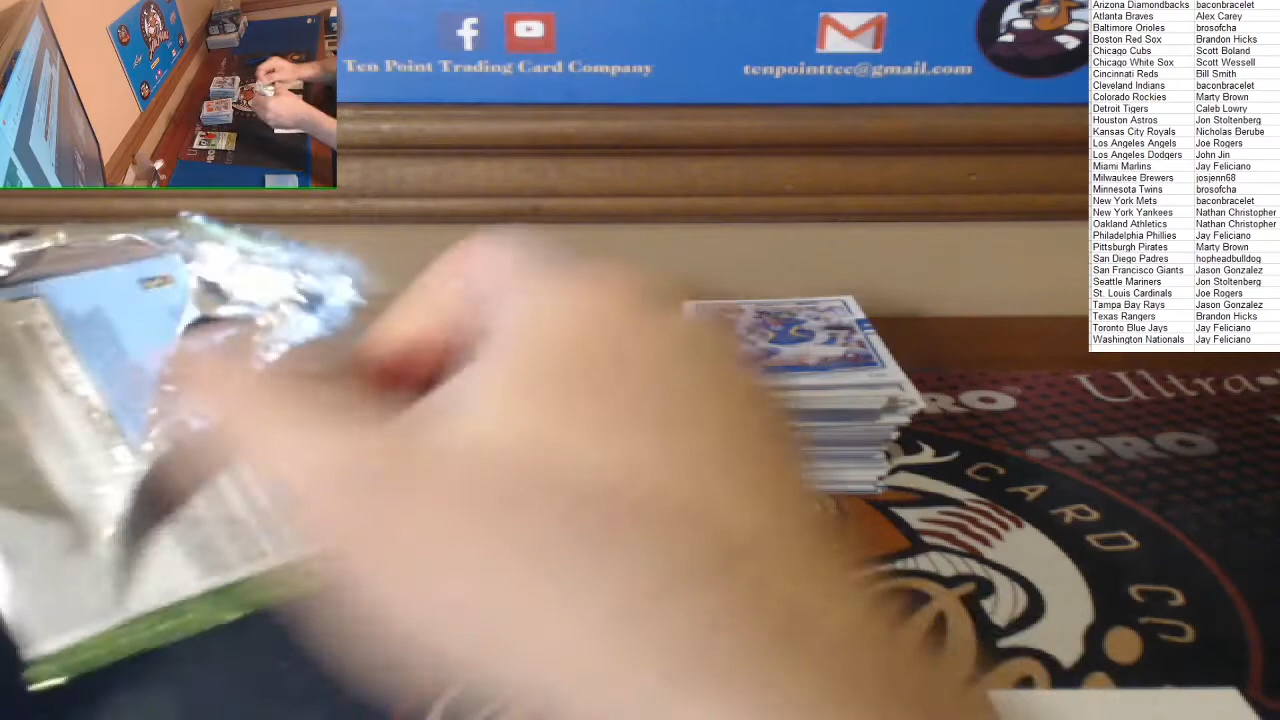 Ten Point Trading Card Company
tenpointtcc@gmail.com
Arizona Diamondbacks baconbracelet
Atlanta Braves Alex Carey
Baltimore Orioles brosofcha
Boston Red Sox Brandon Hicks
Chicago Cubs Scott Boland
Chicago White Sox Scott Wessell
Cincinnati Reds Bill Smith
Cleveland Indians baconbracelet
Colorado Rockies Marty Brown
Detroit Tigers Caleb Lowry
Houston Astros Jon Stoltenberg
Kansas City Royals Nicholas Berube
Los Angeles Angels Joe Rogers
Los Angeles Dodgers John Jin
Miami Marlins Jay Feliciano
Milwaukee Brewers josjenn68
Minnesota Twins brosofcha
New York Mets baconbracelet
New York Yankees Nathan Christopher
Oakland Athletics Nathan Christopher
Philadelphia Phillies Jay Feliciano
Pittsburgh Pirates Marty Brown
San Diego Padres hopheadbulldog
San Francisco Giants Jason Gonzalez
Seattle Mariners Jon Stoltenberg
St. Louis Cardinals Joe Rogers
Tampa Bay Rays Jason Gonzalez
Texas Rangers Brandon Hicks
Toronto Blue Jays Jay Feliciano
Washington Nationals Jay Feliciano
PRO Ultra
PRO
CARD CO